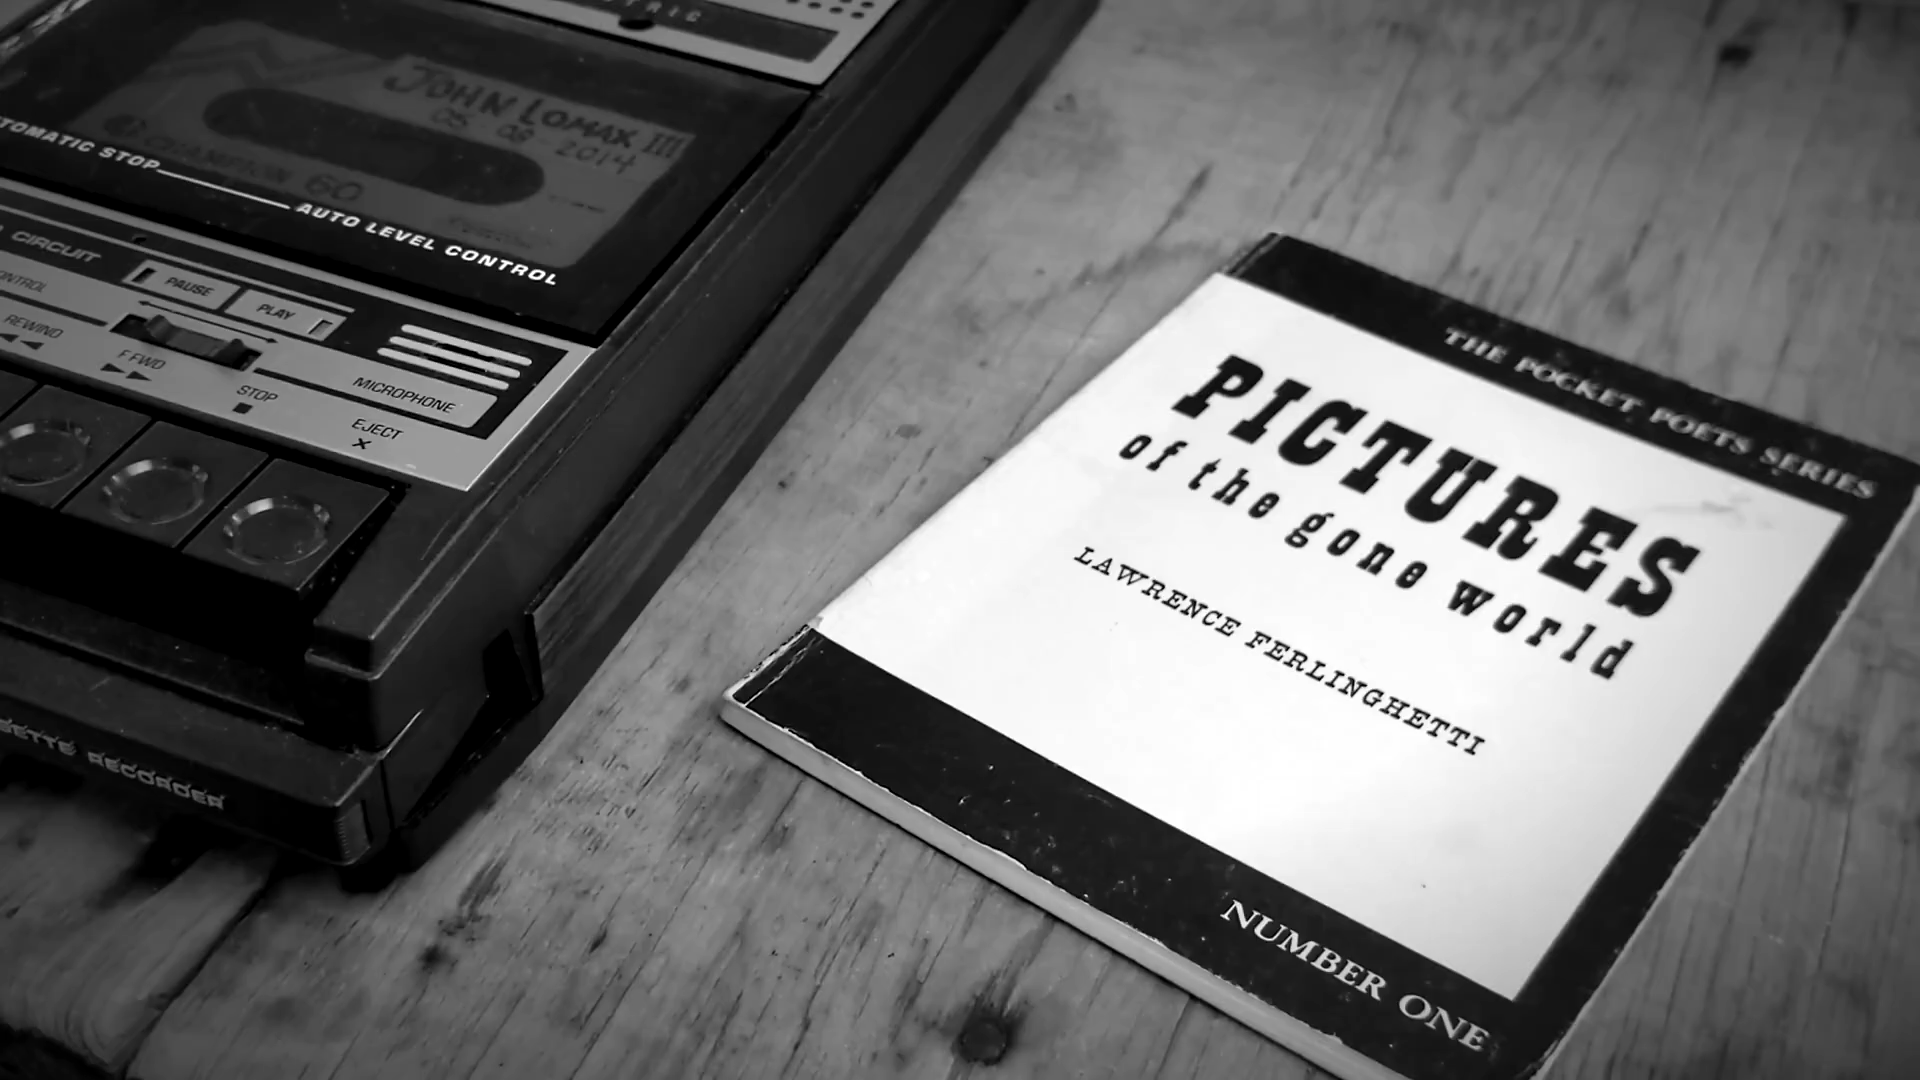 JOHN LOMAX III
05 08 2014
CHAMPION 60
AUTOMATIC STOP
AUTO LEVEL CONTROL
CIRCUIT
PAUSE
PLAY
REWIND
F.FWD
STOP
MICROPHONE
EJECT
RECORDER
THE POCKET POETS SERIES
PICTURES
of the gone world
LAWRENCE FERLINGHETTI
NUMBER ONE